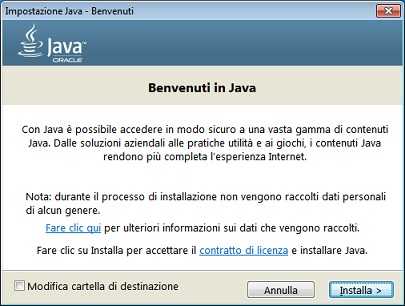 Impostazione Java - Benvenuti
Java
ORACLE
Benvenuti in Java
Con Java è possibile accedere in modo sicuro a una vasta gamma di contenuti
Java. Dalle soluzioni aziendali alle pratiche utilità e ai giochi, i contenuti Java
rendono più completa l'esperienza Internet.
Nota: durante il processo di installazione non vengono raccolti dati personali
di alcun genere.
Fare clic qui per ulteriori informazioni sui dati che vengono raccolti.
Fare clic su Installa per accettare il contratto di licenza e installare Java.
Modifica cartella di destinazione
Annulla
Installa >